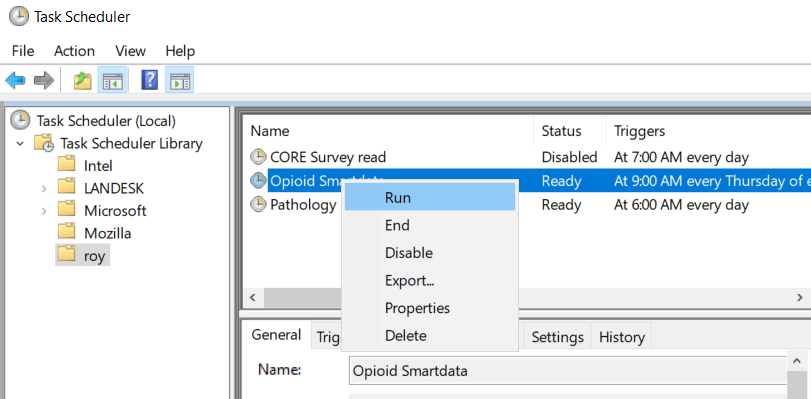 Task Scheduler
File Action View Help
Task Scheduler (Local)
Task Scheduler Library
Intel
LANDESK
Microsoft
Mozilla
roy
Name Status Triggers
CORE Survey read Disabled At 7:00 AM every day
Opioid Smartdata Ready At 9:00 AM every Thursday of e
Pathology Ready At 6:00 AM every day
Run
End
Disable
Export...
Properties
Delete
General Trig Settings History
Name: Opioid Smartdata